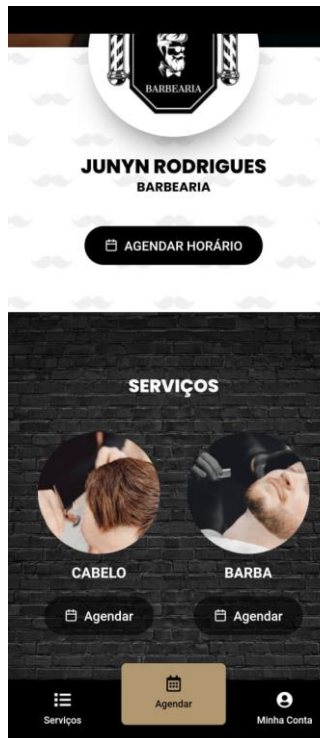 BARBEARIA
JUNYN RODRIGUES
BARBEARIA
AGENDAR HORÁRIO
SERVIÇOS
CABELO
BARBA
Agendar
Agendar
Agendar
Serviços
Minha Conta